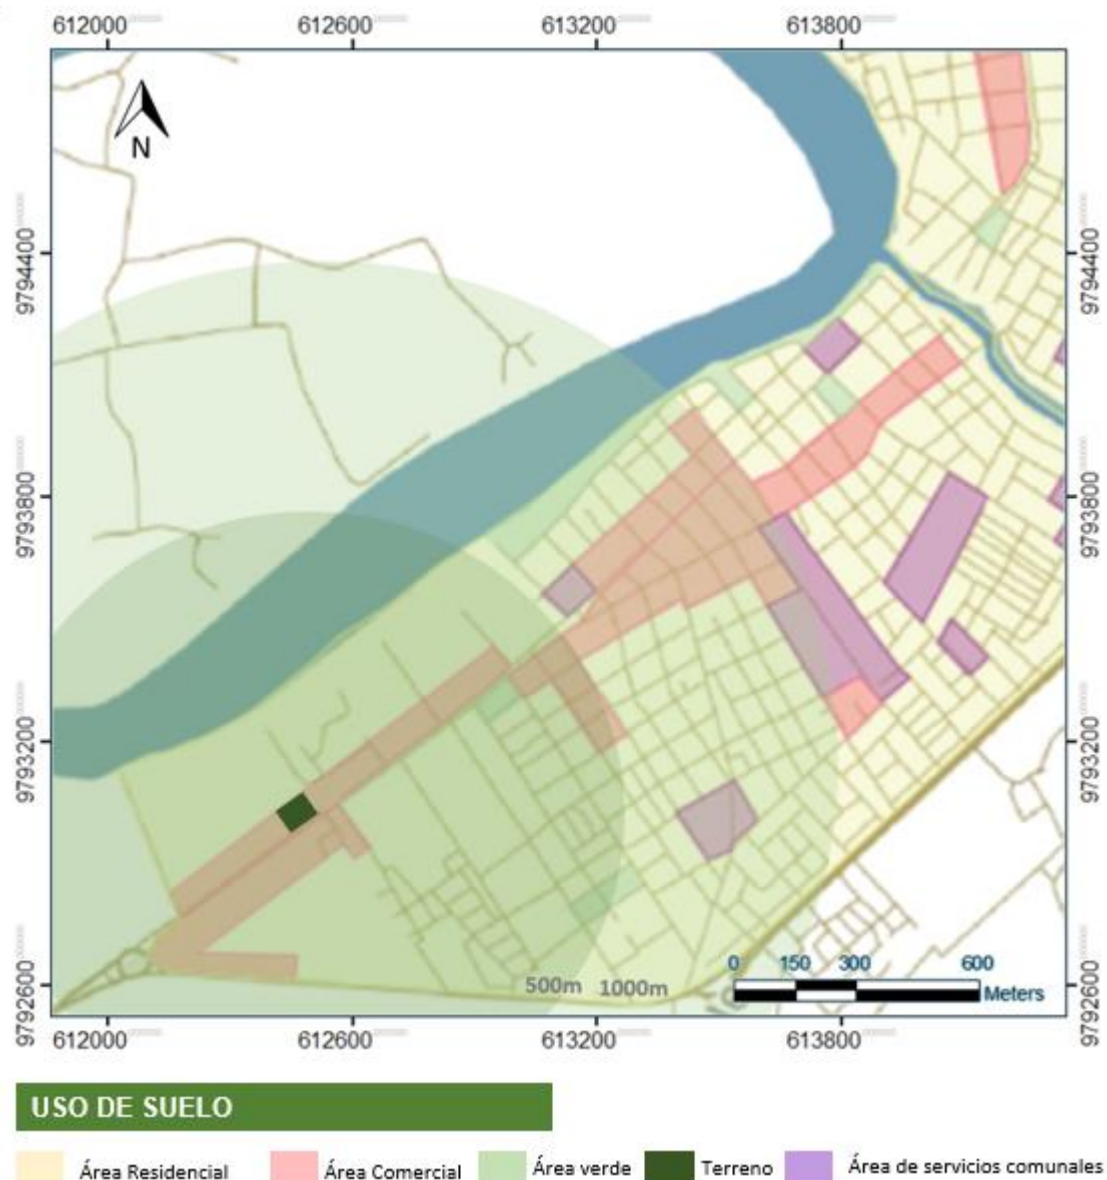 612000 612600 613200 613800
N
9794400 9794400
9793800 9793800
9793200 9793200
0 150 300 600
9792600 500m 1000m Meters 9792600
612000 612600 613200 613800
USO DE SUELO
Área Residencial Área Comercial Área verde Terreno Área de servicios comunales